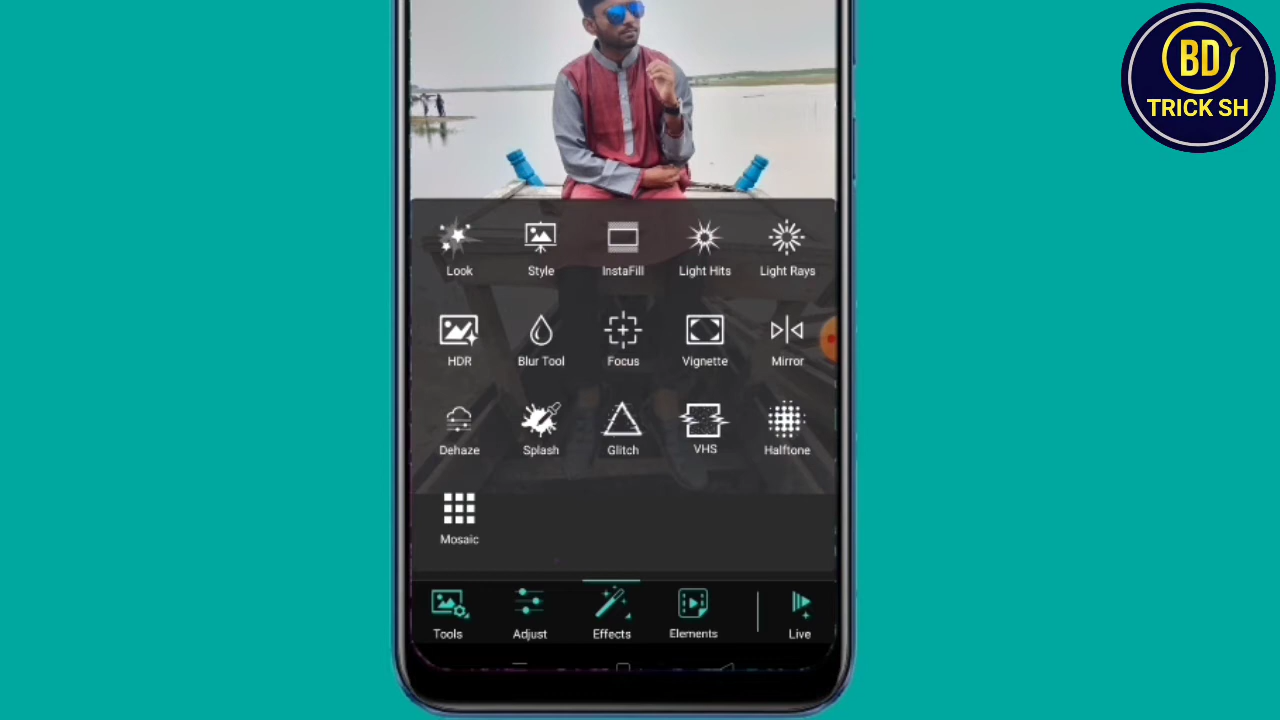 BD
TRICK SH
Look
Style
InstaFill
Light Hits
Light Rays
HDR
Blur Tool
Focus
Vignette
Mirror
Dehaze
Splash
Glitch
VHS
Halftone
Mosaic
Tools
Adjust
Effects
Elements
Live